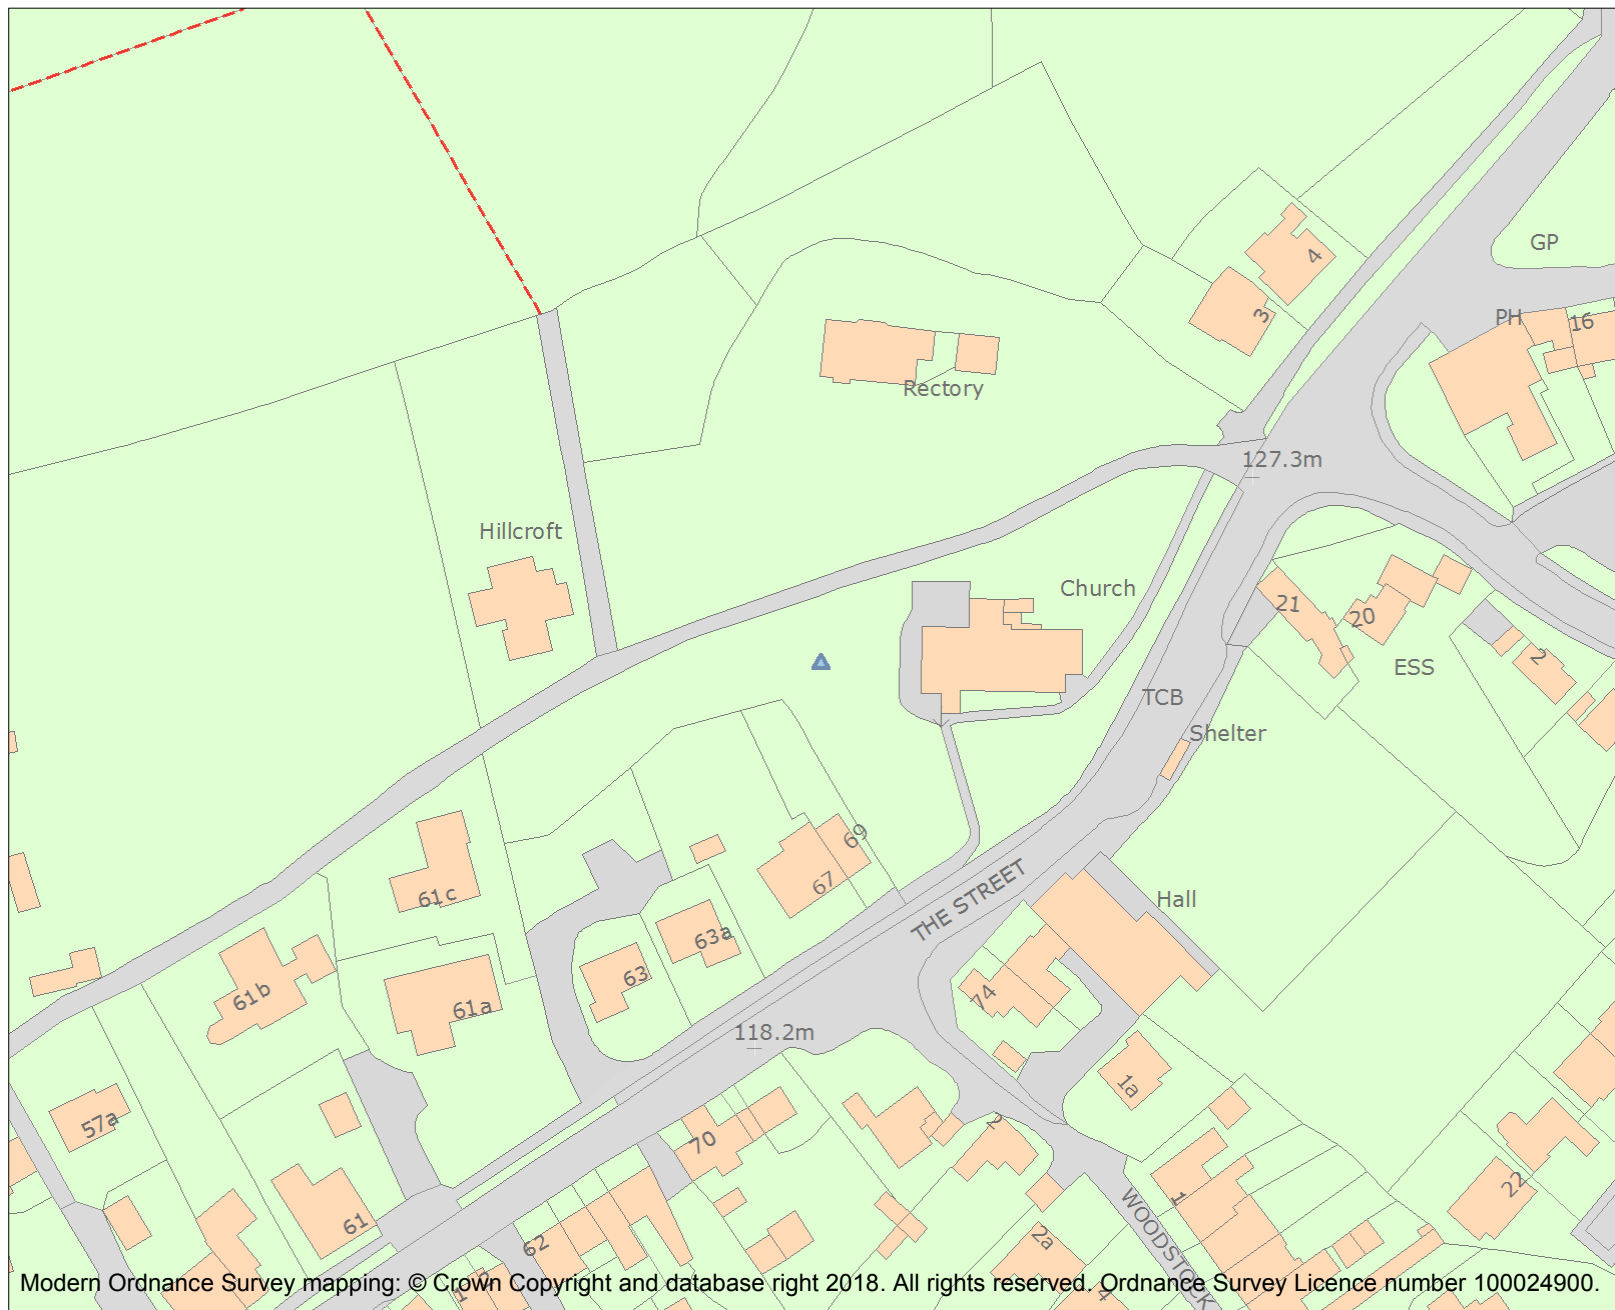 4
GP
3
PH
16
Rectory
127.3m
Hillcroft
Church
21
20
2
ESS
TCB
Shelter
69
67
61c
THE STREET
Hall
63a
63
61b
61a
74
118.2m
1a
57a
70
2
1
22
61
62
2a
WOODSTOCK
12
4
Modern Ordnance Survey mapping: © Crown Copyright and database right 2018. All rights reserved. Ordnance Survey Licence number 100024900.